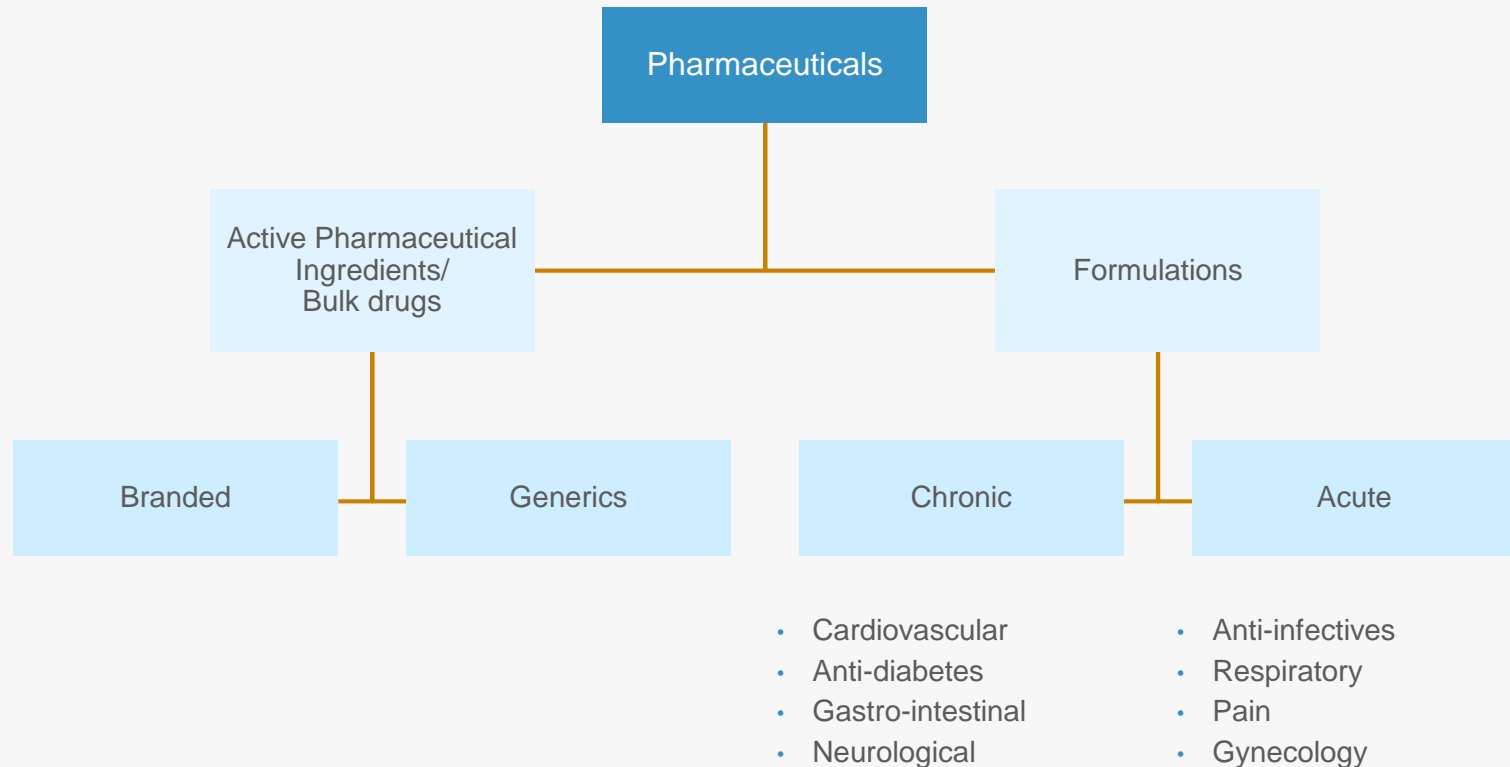 Pharmaceuticals
Active Pharmaceutical
Ingredients/
Bulk drugs
Formulations
Branded
Generics
Chronic
Acute
• Cardiovascular
• Anti-diabetes
• Gastro-intestinal
• Neurological
• Anti-infectives
• Respiratory
• Pain
• Gynecology